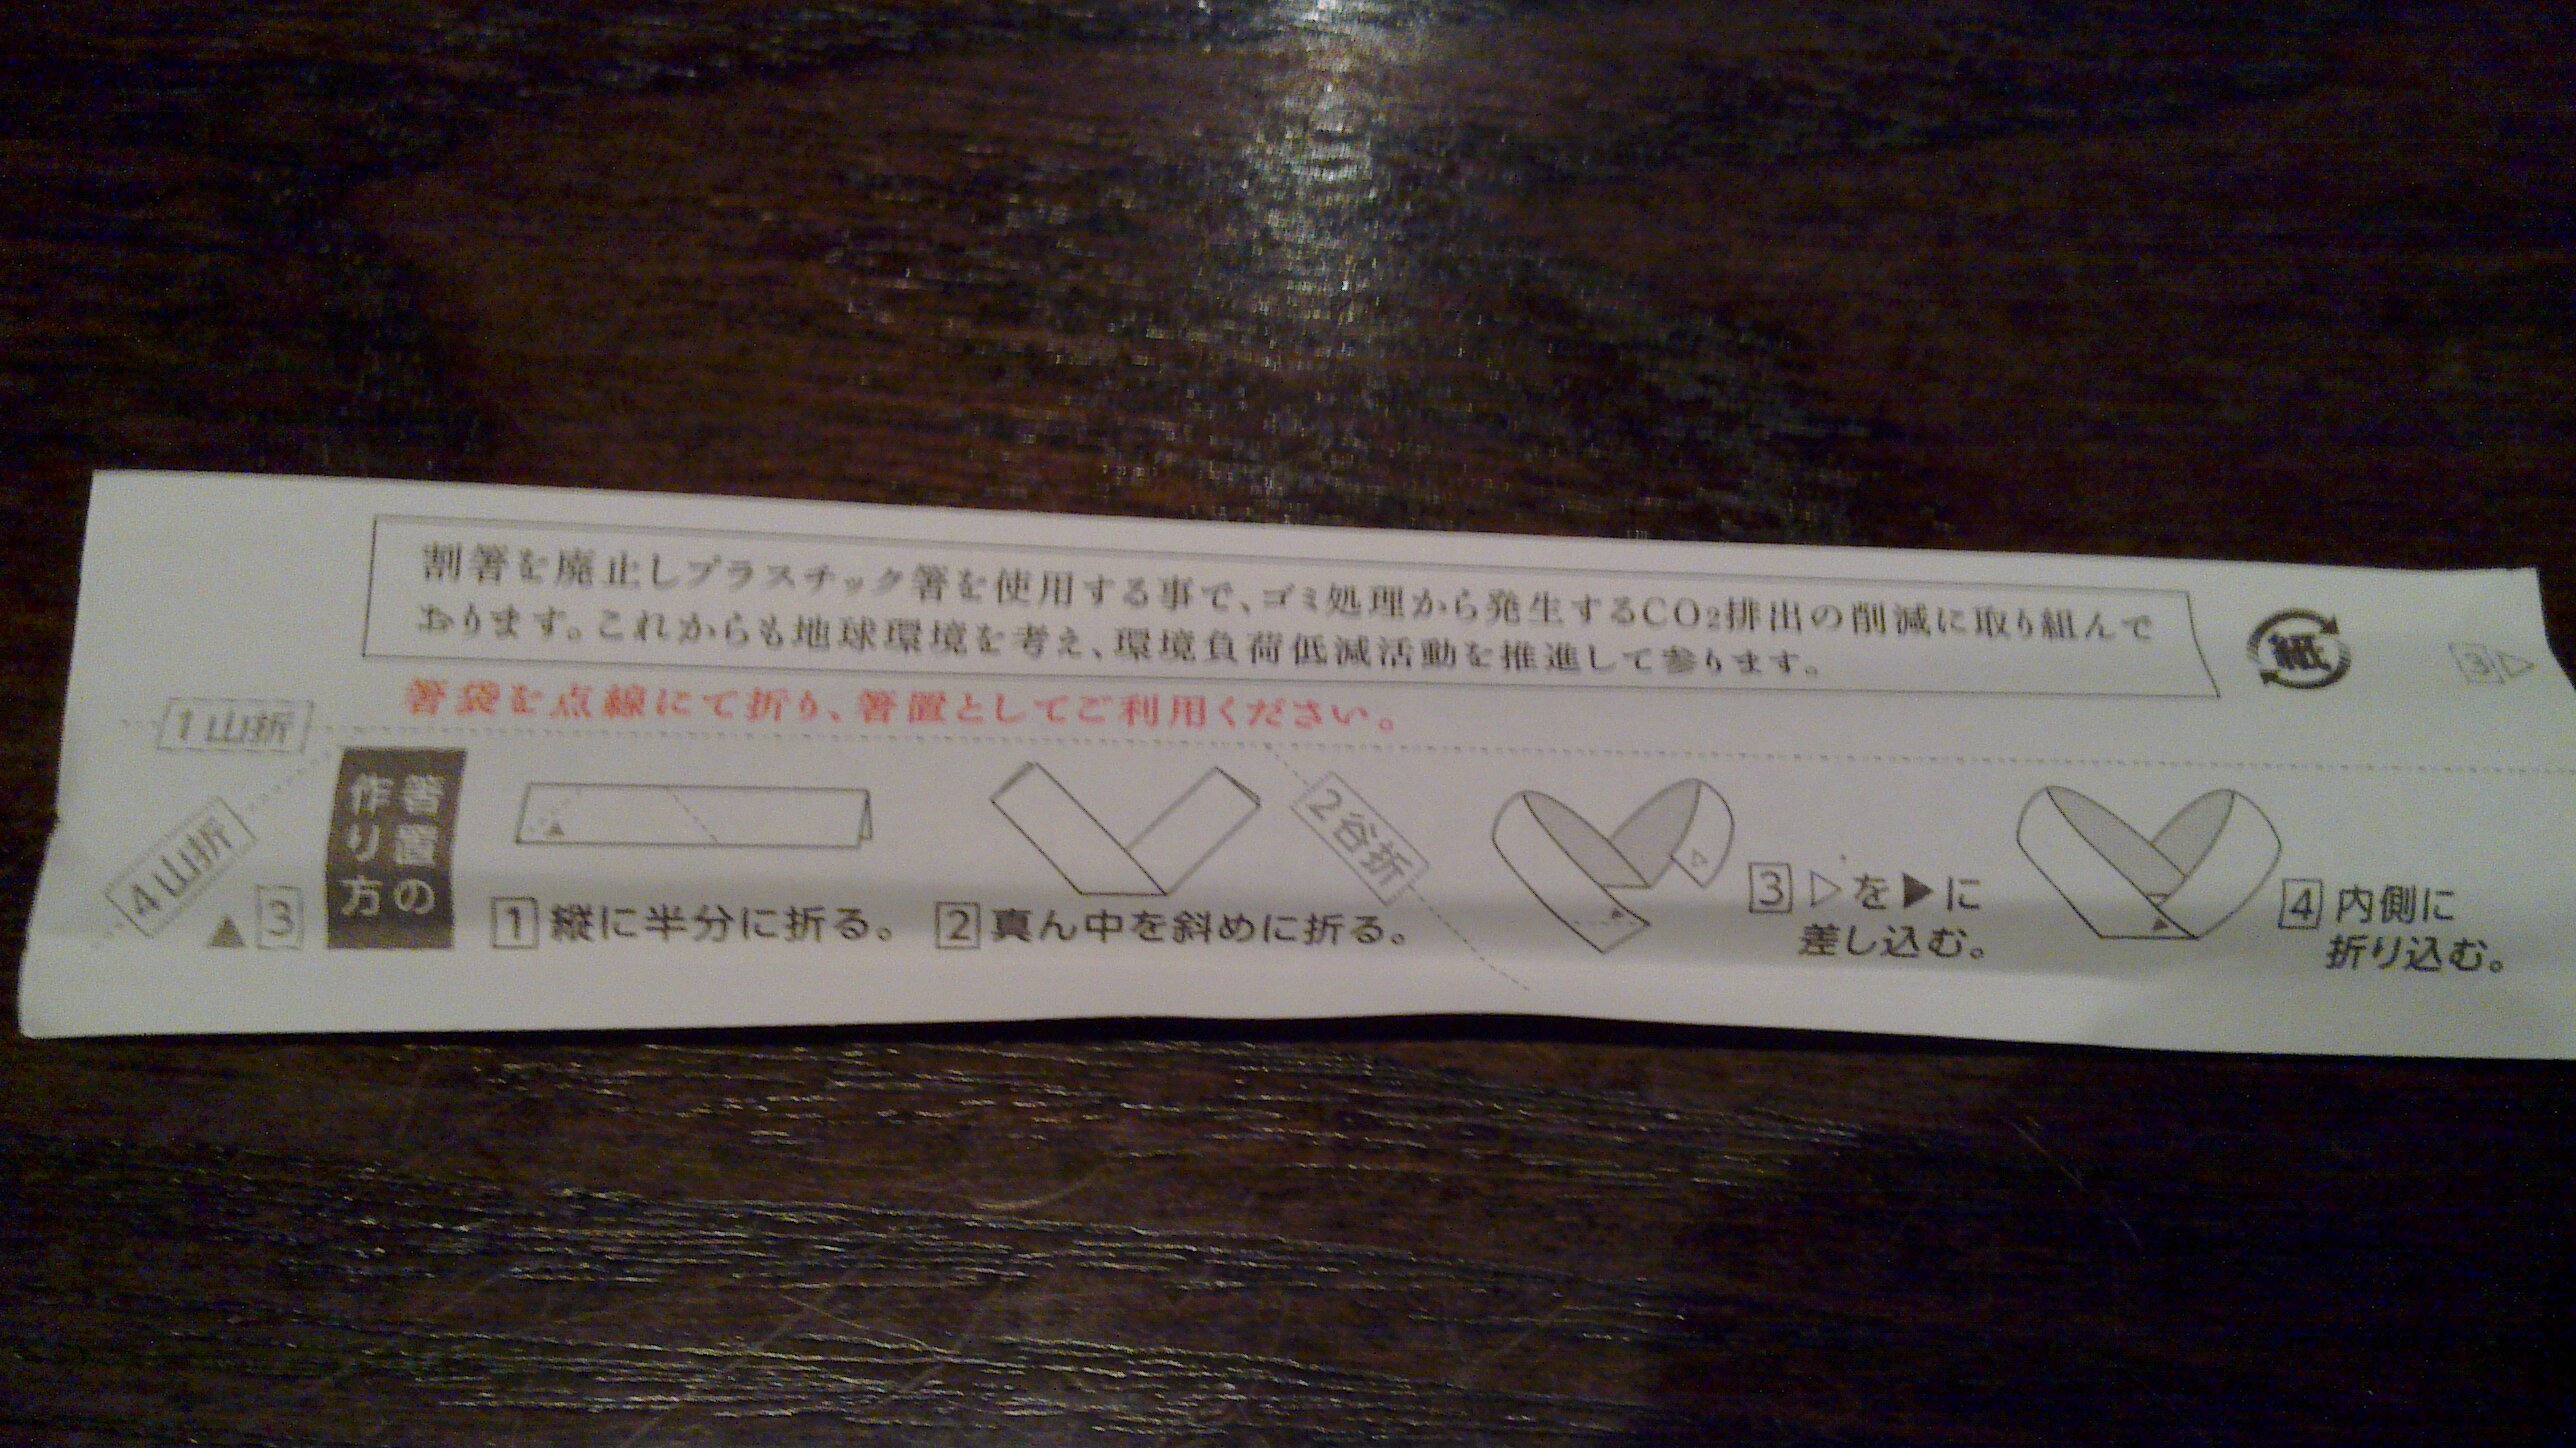 割箸を廃止しプラスチック箸を使用する事で、ゴミ処理から発生するCO₂排出の削減に取り組んで
おります。これからも地球環境を考え、環境負荷低減活動を推進して参ります。
紙
3▷
箸袋を点線にて折り、箸置としてご利用ください。
1山折
4山折
▲3
箸置の
作り方
1縦に半分に折る。
2真ん中を斜めに折る。
2谷折
3▷を▶に
差し込む。
4内側に
折り込む。